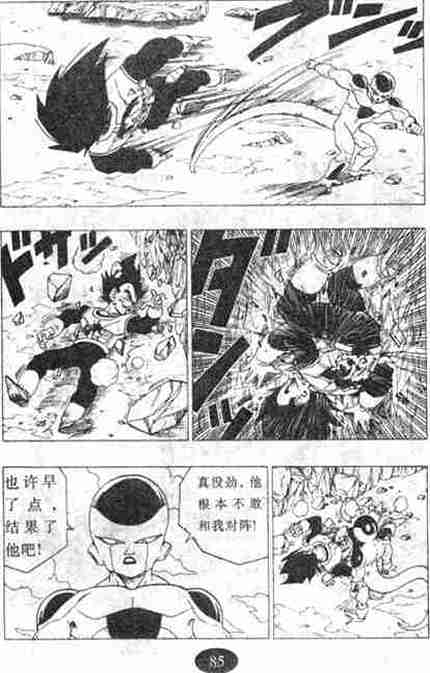 ブンッ
ダンッ
ドサッ
真没劲，他
根本不敢
和我对阵！
也许早
了点，
结果了
他吧！
85